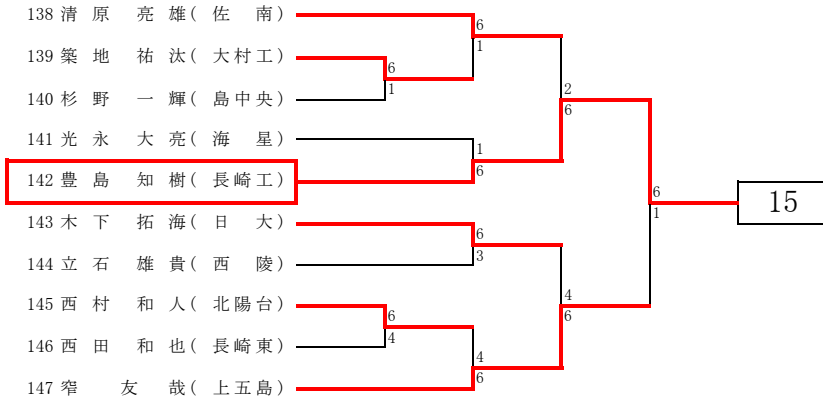 138 清原 亮雄(佐南)
6
139 築地 祐汰(大村工)
1
6
140 杉野 一輝(島中央)
1
2
6
141 光永 大亮(海星)
1
142 豊島 知樹(長崎工)
6
6
1
15
143 木下 拓海(日大)
6
144 立石 雄貴(西陵)
3
4
145 西村 和人(北陽台)
6
6
146 西田 和也(長崎東)
4
4
147 窄 友哉(上五島)
6